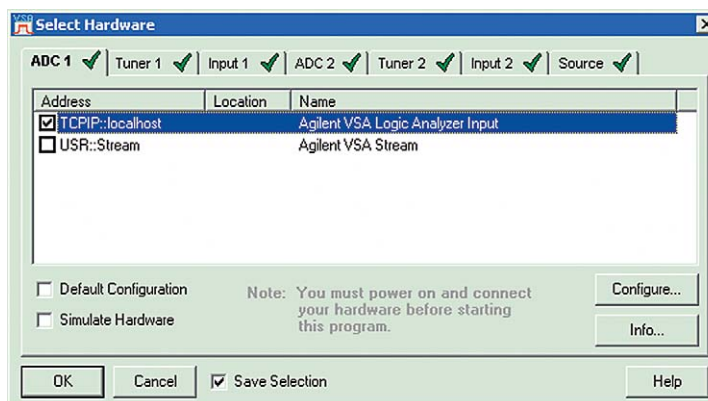 VSA Select Hardware
ADC 1 Tuner 1 Input 1 ADC 2 Tuner 2 Input 2 Source
Address Location Name
TCPIP::localhost Agilent VSA Logic Analyzer Input
USR::Stream Agilent VSA Stream
Default Configuration
Simulate Hardware
Note: You must power on and connect
your hardware before starting
this program.
Configure...
Info...
OK Cancel Save Selection Help